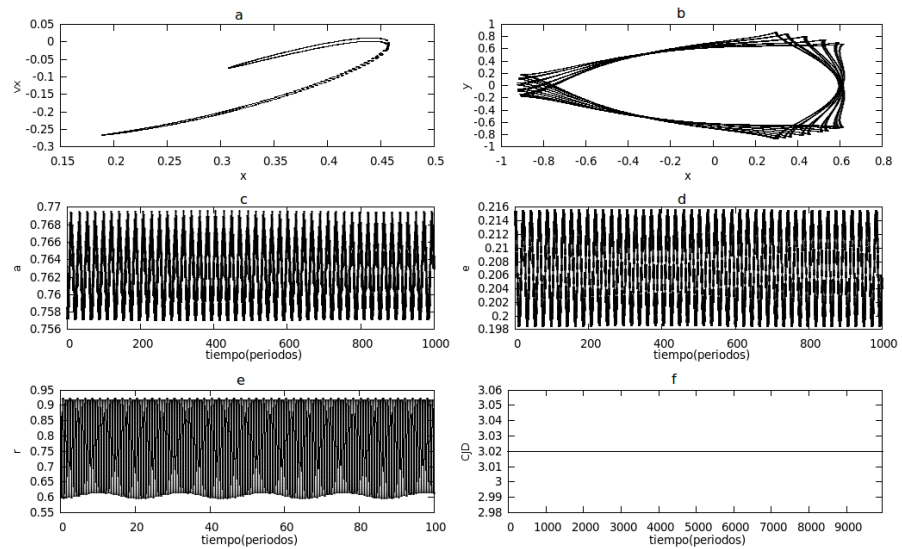 a
0.05
0
-0.05
-0.1
-0.15
-0.2
-0.25
-0.3
vx
0.15 0.2 0.25 0.3 0.35 0.4 0.45 0.5
x
b
1
0.8
0.6
0.4
0.2
0
-0.2
-0.4
-0.6
-0.8
-1
y
-1 -0.8 -0.6 -0.4 -0.2 0 0.2 0.4 0.6 0.8
x
c
0.77
0.768
0.766
0.764
0.762
0.76
0.758
0.756
a
0 200 400 600 800 1000
tiempo(periodos)
d
0.216
0.214
0.212
0.21
0.208
0.206
0.204
0.202
0.2
0.198
e
0 200 400 600 800 1000
tiempo(periodos)
e
0.95
0.9
0.85
0.8
0.75
0.7
0.65
0.6
0.55
r
0 20 40 60 80 100
tiempo(periodos)
f
3.06
3.05
3.04
3.03
3.02
3.01
3
2.99
2.98
CJD
0 1000 2000 3000 4000 5000 6000 7000 8000 9000
tiempo(periodos)